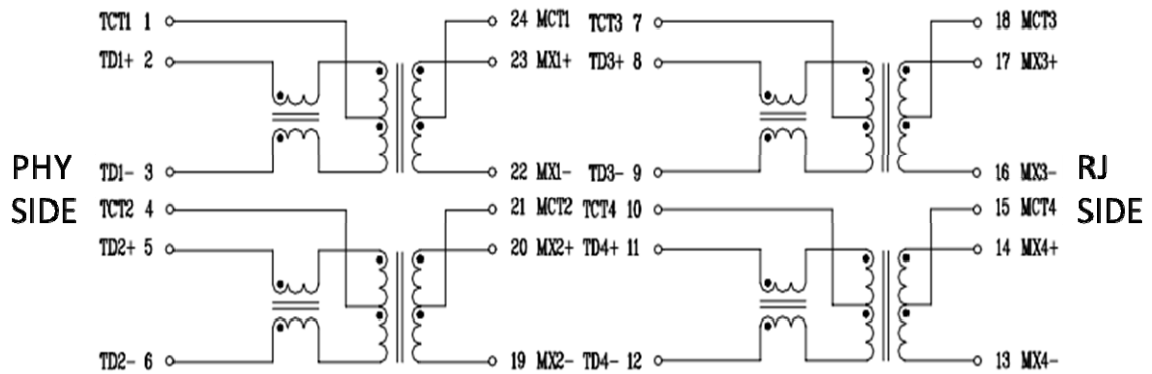 TCT1 1 24 MCT1 TCT3 7 18 MCT3
TD1+ 2 23 MX1+ TD3+ 8 17 MX3+
PHY SIDE
TD1- 3 22 MX1- TD3- 9 16 MX3-
RJ SIDE
TCT2 4 21 MCT2 TCT4 10 15 MCT4
TD2+ 5 20 MX2+ TD4+ 11 14 MX4+
TD2- 6 19 MX2- TD4- 12 13 MX4-